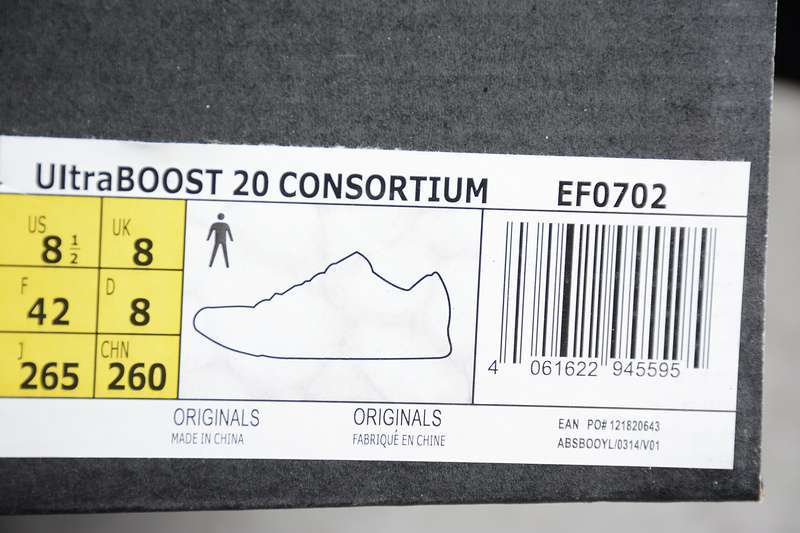 UltraBOOST 20 CONSORTIUM EF0702
US 8 1/2 UK 8
F 42 D 8
J 265 CHN 260
4 061622 945595
ORIGINALS ORIGINALS
MADE IN CHINA FABRIQUÉ EN CHINE
EAN PO# 121820643
ABSBOOYL/0314/V01